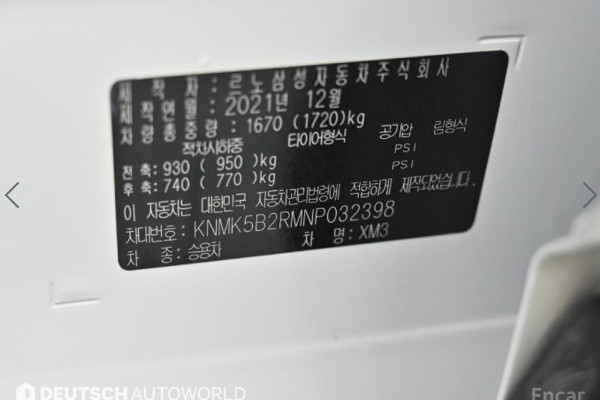 제작자 : 르노삼성자동차주식회사
제작연월 : 2021년 12월
차량총중량 : 1670 (1720)kg
적차시하중 타이어형식 공기압 림형식
전축: 930 ( 950 )kg PSI
후축: 740 ( 770 )kg PSI
이 자동차는 대한민국 자동차관리법령에 적합하게 제작되었습니다.
차대번호 : KNMK5B2RMNP032398
차 종 : 승용차 차 명 : XM3
DEUTSCH AUTOWORLD
Encar